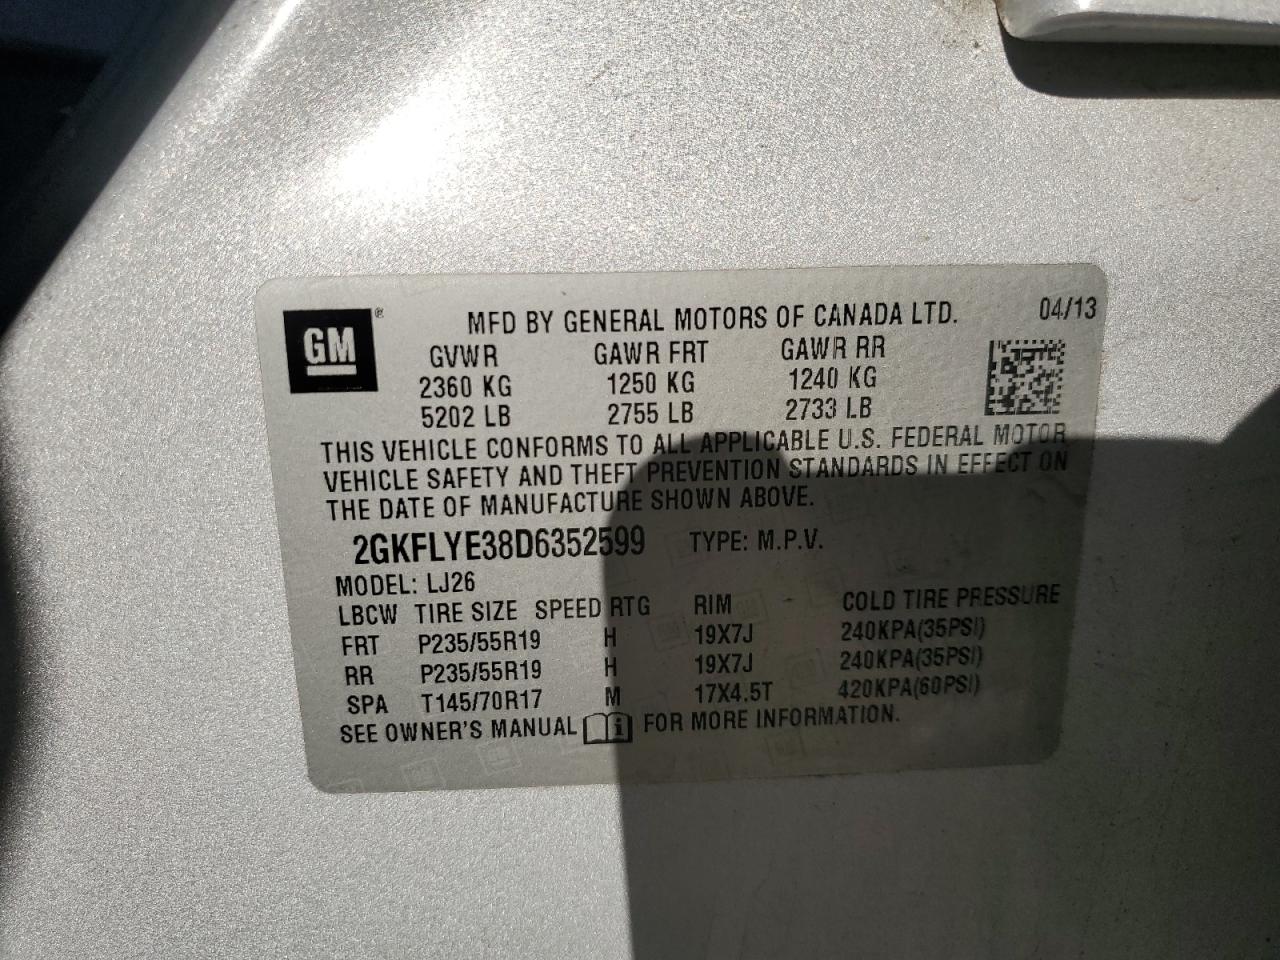 GM®
MFD BY GENERAL MOTORS OF CANADA LTD. 04/13
GVWR GAWR FRT GAWR RR
2360 KG 1250 KG 1240 KG
5202 LB 2755 LB 2733 LB
THIS VEHICLE CONFORMS TO ALL APPLICABLE U.S. FEDERAL MOTOR
VEHICLE SAFETY AND THEFT PREVENTION STANDARDS IN EFFECT ON
THE DATE OF MANUFACTURE SHOWN ABOVE.
2GKFLYE38D6352599 TYPE: M.P.V.
MODEL: LJ26
LBCW TIRE SIZE SPEED RTG RIM COLD TIRE PRESSURE
FRT P235/55R19 H 19X7J 240KPA(35PSI)
RR P235/55R19 H 19X7J 240KPA(35PSI)
SPA T145/70R17 M 17X4.5T 420KPA(60PSI)
SEE OWNER'S MANUAL i FOR MORE INFORMATION.